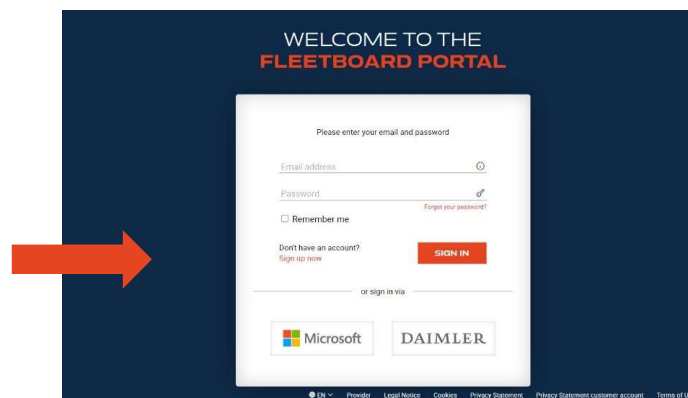 WELCOME TO THE
FLEETBOARD PORTAL
Please enter your email and password
Email address
Password
Forgot your password?
Remember me
Don't have an account?
Sign up now
SIGN IN
or sign in via
Microsoft
DAIMLER
EN Provider Legal Notice Cookies Privacy Statement Privacy Statement customer account Terms of U